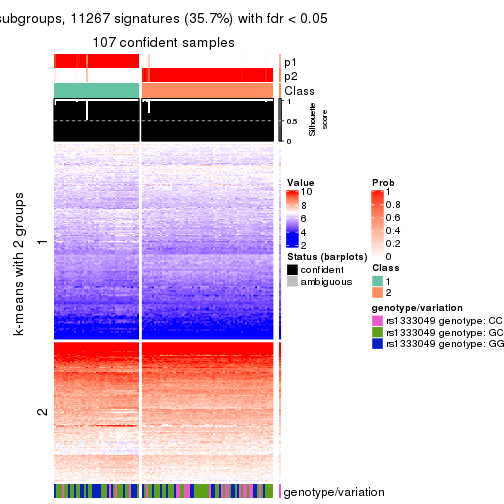 subgroups, 11267 signatures (35.7%) with fdr < 0.05
107 confident samples
p1
p2
Class
1
0.5
0
Silhouette
score
k-means with 2 groups
1
2
Value
10
8
6
4
2
Prob
1
0.8
0.6
0.4
0.2
0
Status (barplots)
confident
ambiguous
Class
1
2
genotype/variation
rs1333049 genotype: CC
rs1333049 genotype: GC
rs1333049 genotype: GG
genotype/variation